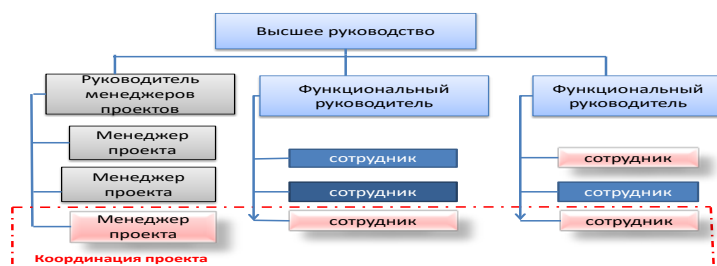 Высшее руководство
Руководитель
менеджеров
проектов
Функциональный
руководитель
Функциональный
руководитель
Менеджер
проекта
сотрудник
сотрудник
Менеджер
проекта
сотрудник
сотрудник
Менеджер
проекта
сотрудник
сотрудник
Координация проекта